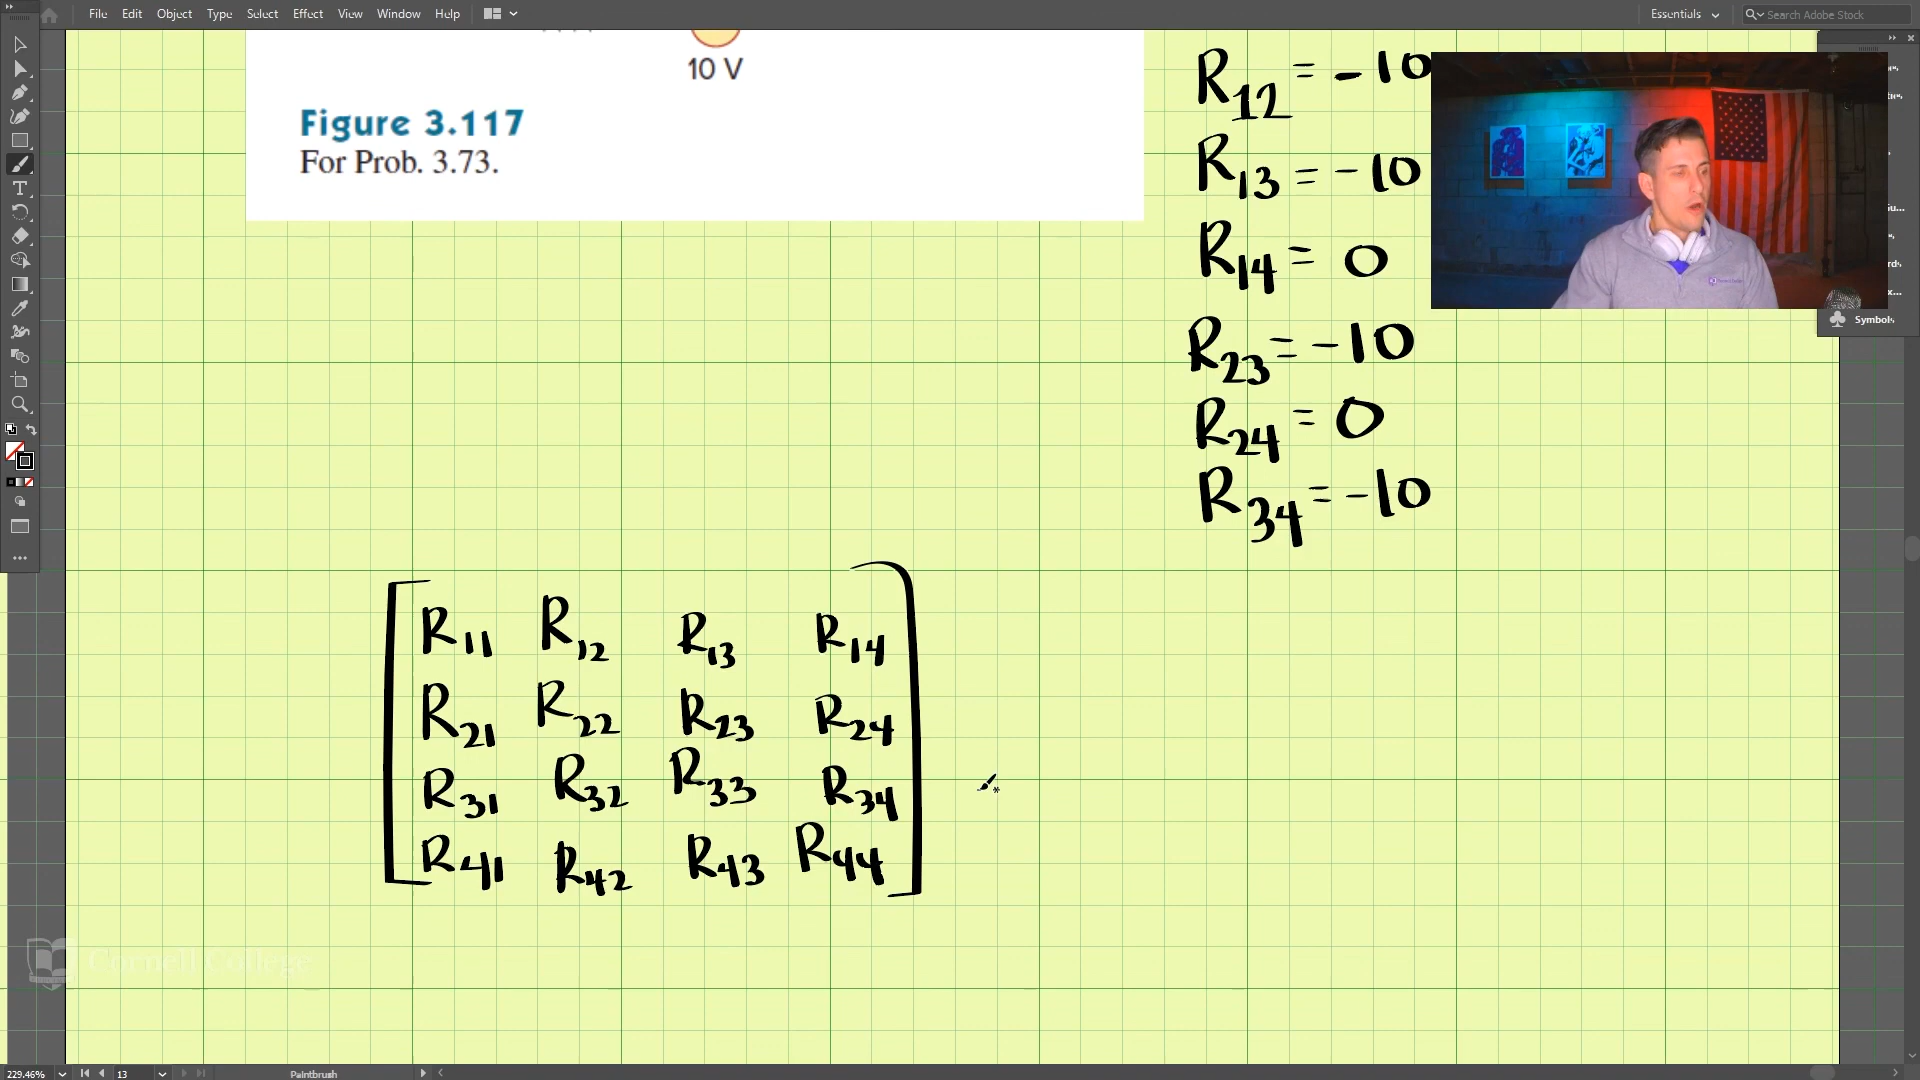 File Edit Object Type Select Effect View Window Help
Essentials
Search Adobe Stock
10 V
Figure 3.117
For Prob. 3.73.
R12 = -10
R13 = -10
R14 = 0
R23 = -10
R24 = 0
R34 = -10
Symbols
R11 R12 R13 R14
R21 R22 R23 R24
R31 R32 R33 R34
R41 R42 R43 R44
Cornell College
229.46% 13 Paintbrush